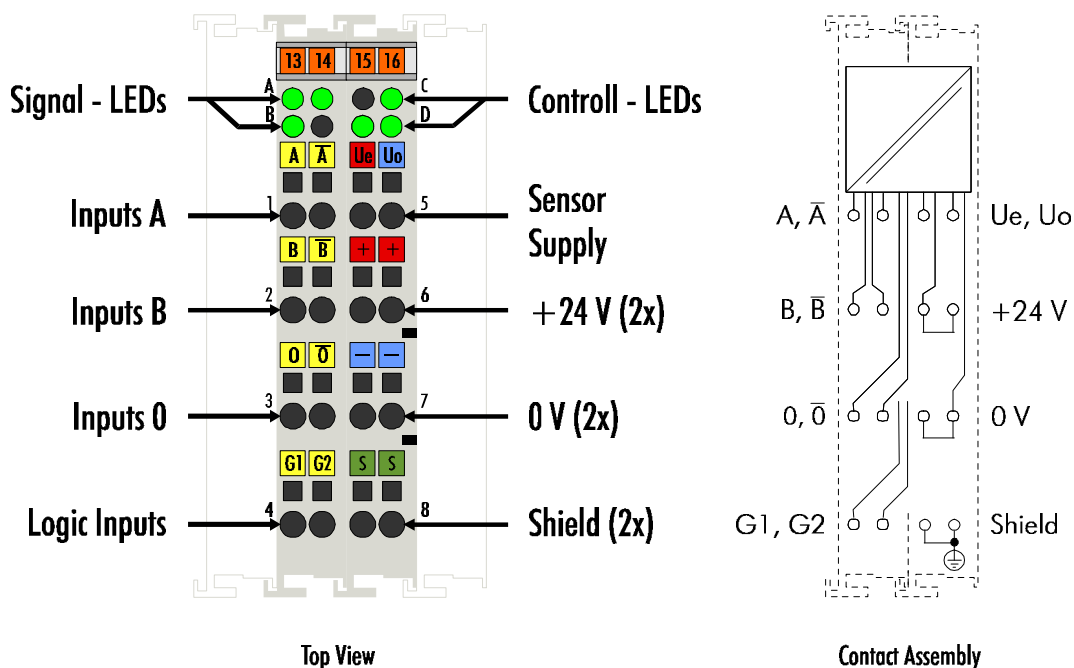 13 14 15 16
A C
B D
Signal - LEDs
Controll - LEDs
A A̅ Ue Uo
1 5
Inputs A
Sensor
Supply
A, A̅
Ue, Uo
B B̅ + +
2 6
Inputs B
+24 V (2x)
B, B̅
+24 V
0 0̅ — —
3 7
Inputs 0
0 V (2x)
0, 0̅
0 V
G1 G2 S S
4 8
Logic Inputs
Shield (2x)
G1, G2
Shield
Top View
Contact Assembly